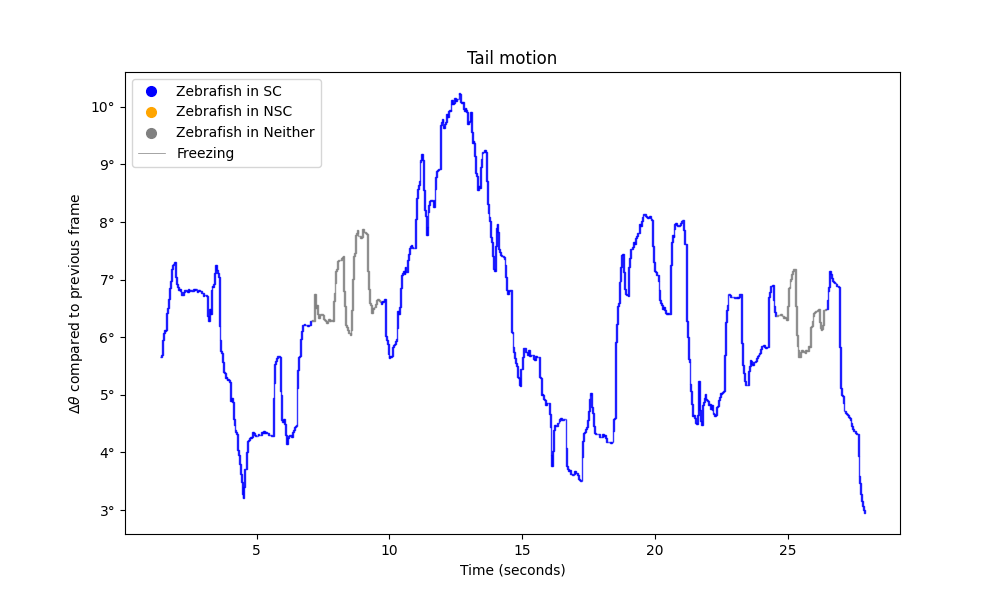 Tail motion
Zebrafish in SC
Zebrafish in NSC
Zebrafish in Neither
Freezing
10°
9°
8°
7°
6°
5°
4°
3°
Δθ compared to previous frame
5 10 15 20 25
Time (seconds)